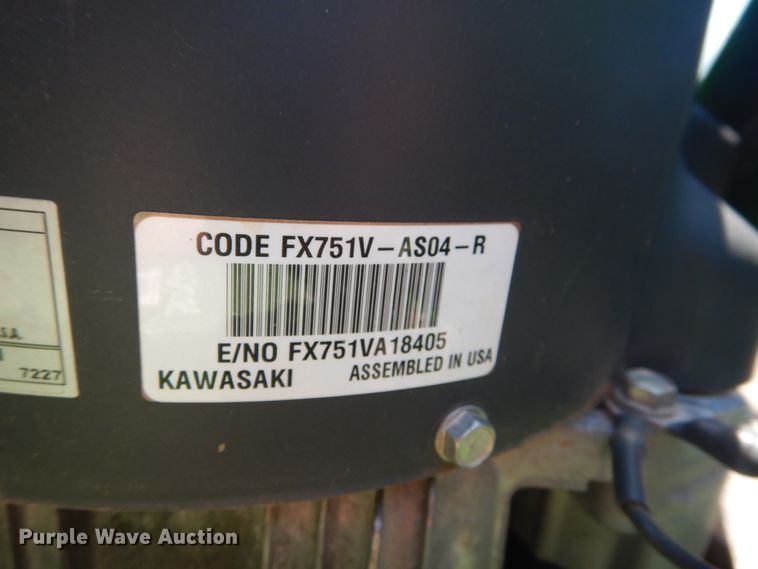 CODE FX751V-AS04-R
E/NO FX751VA18405
KAWASAKI ASSEMBLED IN USA
7227
Purple Wave Auction®